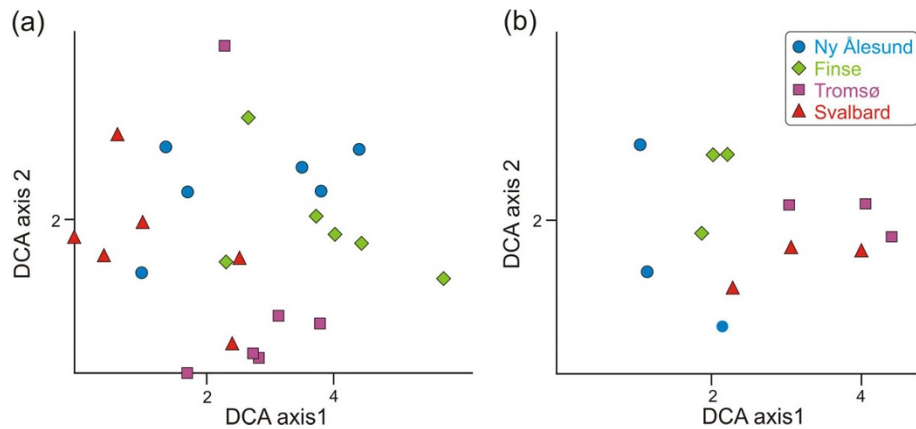 (a)
DCA axis 2
2
2
4
DCA axis1
(b)
DCA axis 2
2
2
4
DCA axis1
Ny Ålesund
Finse
Tromsø
Svalbard